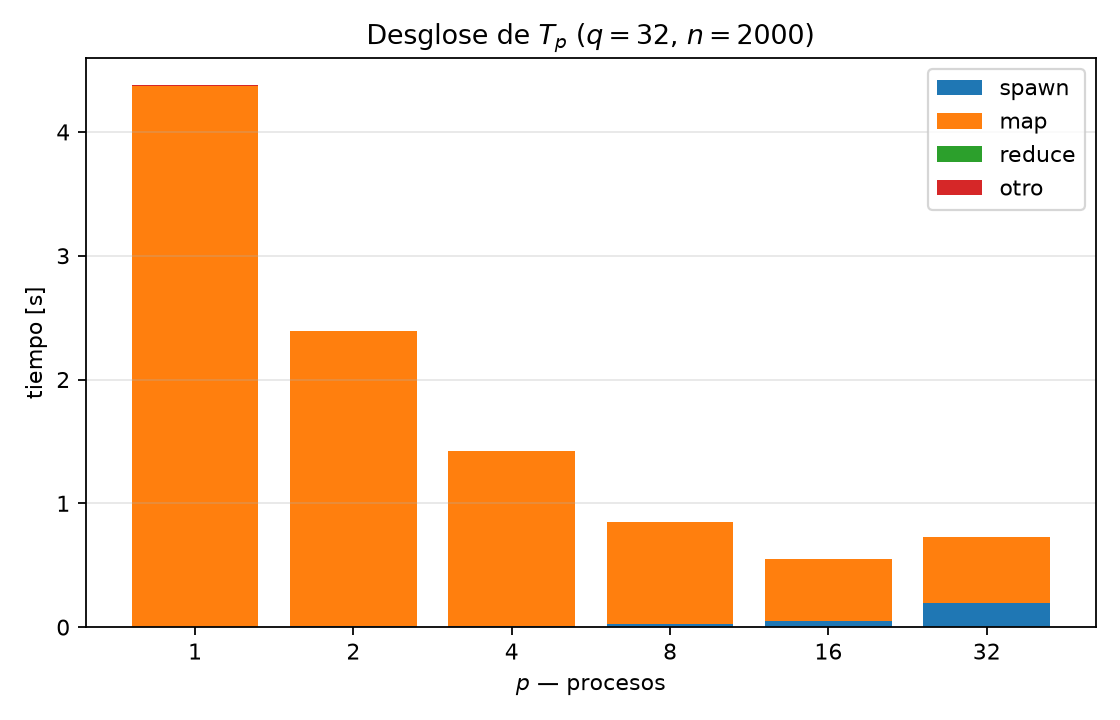 Desglose de Tp (q = 32, n = 2000)
spawn
map
reduce
otro
tiempo [s]
4
3
2
1
0
1 2 4 8 16 32
p — procesos